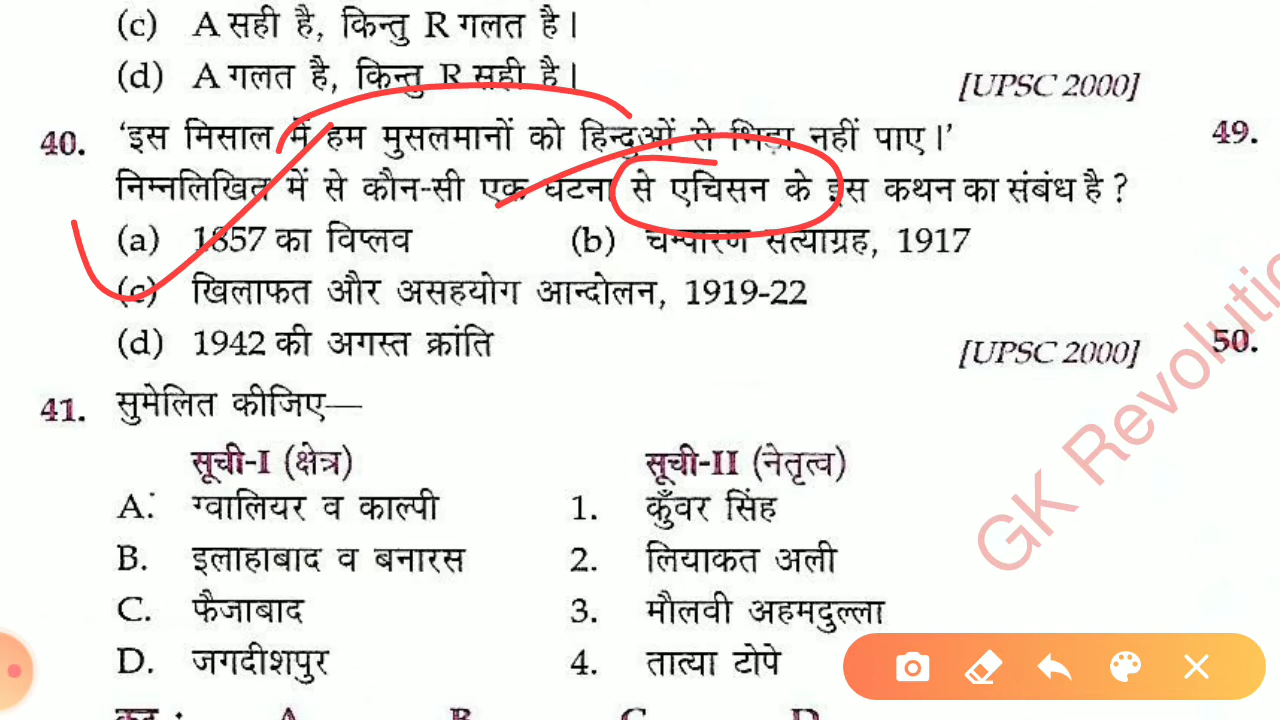 (c) A सही है, किन्तु R गलत है।
(d) A गलत है, किन्तु R सही है।
[UPSC 2000]
40. ‘इस मिसाल में हम मुसलमानों को हिन्दुओं से भिड़ा नहीं पाए।’
निम्नलिखित में से कौन-सी एक घटना से एचिसन के इस कथन का संबंध है ?
(a) 1857 का विप्लव (b) चम्पारण सत्याग्रह, 1917
(c) खिलाफत और असहयोग आन्दोलन, 1919-22
(d) 1942 की अगस्त क्रांति
[UPSC 2000]
41. सुमेलित कीजिए—
सूची-I (क्षेत्र) सूची-II (नेतृत्व)
A. ग्वालियर व काल्पी 1. कुँवर सिंह
B. इलाहाबाद व बनारस 2. लियाकत अली
C. फैजाबाद 3. मौलवी अहमदुल्ला
D. जगदीशपुर 4. तात्या टोपे
कूट : A B C D
49.
50.
GK Revolutio